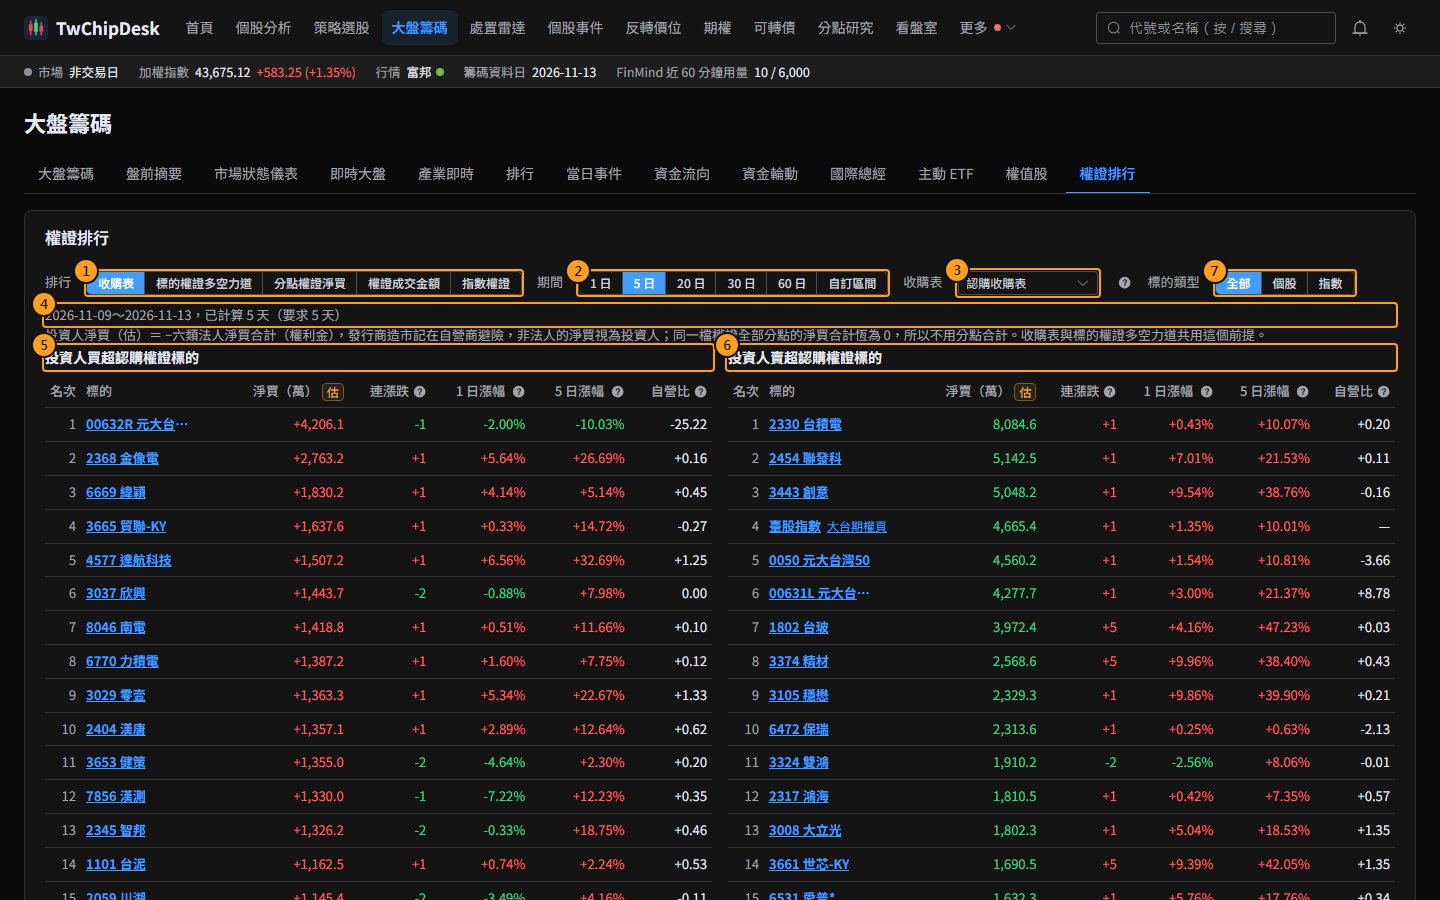 TwChipDesk 首頁 個股分析 策略選股 大盤籌碼 處置雷達 個股事件 反轉價位 期權 可轉債 分點研究 看盤室 更多 代號或名稱（按 / 搜尋）
市場 非交易日 加權指數 43,675.12 +583.25 (+1.35%) 行情 富邦 籌碼資料日 2026-11-13 FinMind 近 60 分鐘用量 10 / 6,000
大盤籌碼
大盤籌碼 盤前摘要 市場狀態儀表 即時大盤 產業即時 排行 當日事件 資金流向 資金輪動 國際總經 主動 ETF 權值股 權證排行
權證排行
排行 1 收購表 標的權證多空力道 分點權證淨買 權證成交金額 指數權證 期間 2 1 日 5 日 20 日 30 日 60 日 自訂區間 收購表 3 認購收購表 ? 標的類型 7 全部 個股 指數
4 2026-11-09～2026-11-13，已計算 5 天（要求 5 天）
投資人淨買（估）＝ −六類法人淨買合計（權利金），發行商造市記在自營商避險，非法人的淨買視為投資人；同一檔權證全部分點的淨買合計恆為 0，所以不用分點合計。收購表與標的權證多空力道共用這個前提。
5 投資人買超認購權證標的 6 投資人賣超認購權證標的
名次 標的 淨買（萬） 估 連漲跌 ? 1 日漲幅 ? 5 日漲幅 ? 自營比 ? 名次 標的 淨賣（萬） 估 連漲跌 ? 1 日漲幅 ? 5 日漲幅 ? 自營比 ?
1 00632R 元大台… +4,206.1 -1 -2.00% -10.03% -25.22 1 2330 台積電 8,084.6 +1 +0.43% +10.07% +0.20
2 2368 金像電 +2,763.2 +1 +5.64% +26.69% +0.16 2 2454 聯發科 5,142.5 +1 +7.01% +21.53% +0.11
3 6669 緯穎 +1,830.2 +1 +4.14% +5.14% +0.45 3 3443 創意 5,048.2 +1 +9.54% +38.76% -0.16
4 3665 貿聯-KY +1,637.6 +1 +0.33% +14.72% -0.27 4 臺股指數 大台期權頁 4,665.4 +1 +1.35% +10.01% —
5 4577 達航科技 +1,507.2 +1 +6.56% +32.69% +1.25 5 0050 元大台灣50 4,560.2 +1 +1.54% +10.81% -3.66
6 3037 欣興 +1,443.7 -2 -0.88% +7.98% 0.00 6 00631L 元大台… 4,277.7 +1 +3.00% +21.37% +8.78
7 8046 南電 +1,418.8 +1 +0.51% +11.66% +0.10 7 1802 台玻 3,972.4 +5 +4.16% +47.23% +0.03
8 6770 力積電 +1,387.2 +1 +1.60% +7.75% +0.12 8 3374 精材 2,568.6 +5 +9.96% +38.40% +0.43
9 3029 零壹 +1,363.3 +1 +5.34% +22.67% +1.33 9 3105 穩懋 2,329.3 +1 +9.86% +39.90% +0.21
10 2404 漢唐 +1,357.1 +1 +2.89% +12.64% +0.62 10 6472 保瑞 2,313.6 +1 +0.25% +0.63% -2.13
11 3653 健策 +1,355.0 -2 -4.64% +2.30% +0.20 11 3324 雙鴻 1,910.2 -2 -2.56% +8.06% -0.01
12 7856 漢測 +1,330.0 -1 -7.22% +12.23% +0.35 12 2317 鴻海 1,810.5 +1 +0.42% +7.35% +0.57
13 2345 智邦 +1,326.2 -2 -0.33% +18.75% +0.46 13 3008 大立光 1,802.3 +1 +5.04% +18.53% +1.35
14 1101 台泥 +1,162.5 +1 +0.74% +2.24% +0.53 14 3661 世芯-KY 1,690.5 +5 +9.39% +42.05% +1.35
15 2059 川湖 +1,145.4 -2 -3.49% +4.16% -0.11 15 6531 愛普* 1,632.3 +1 +5.76% +17.76% +0.34